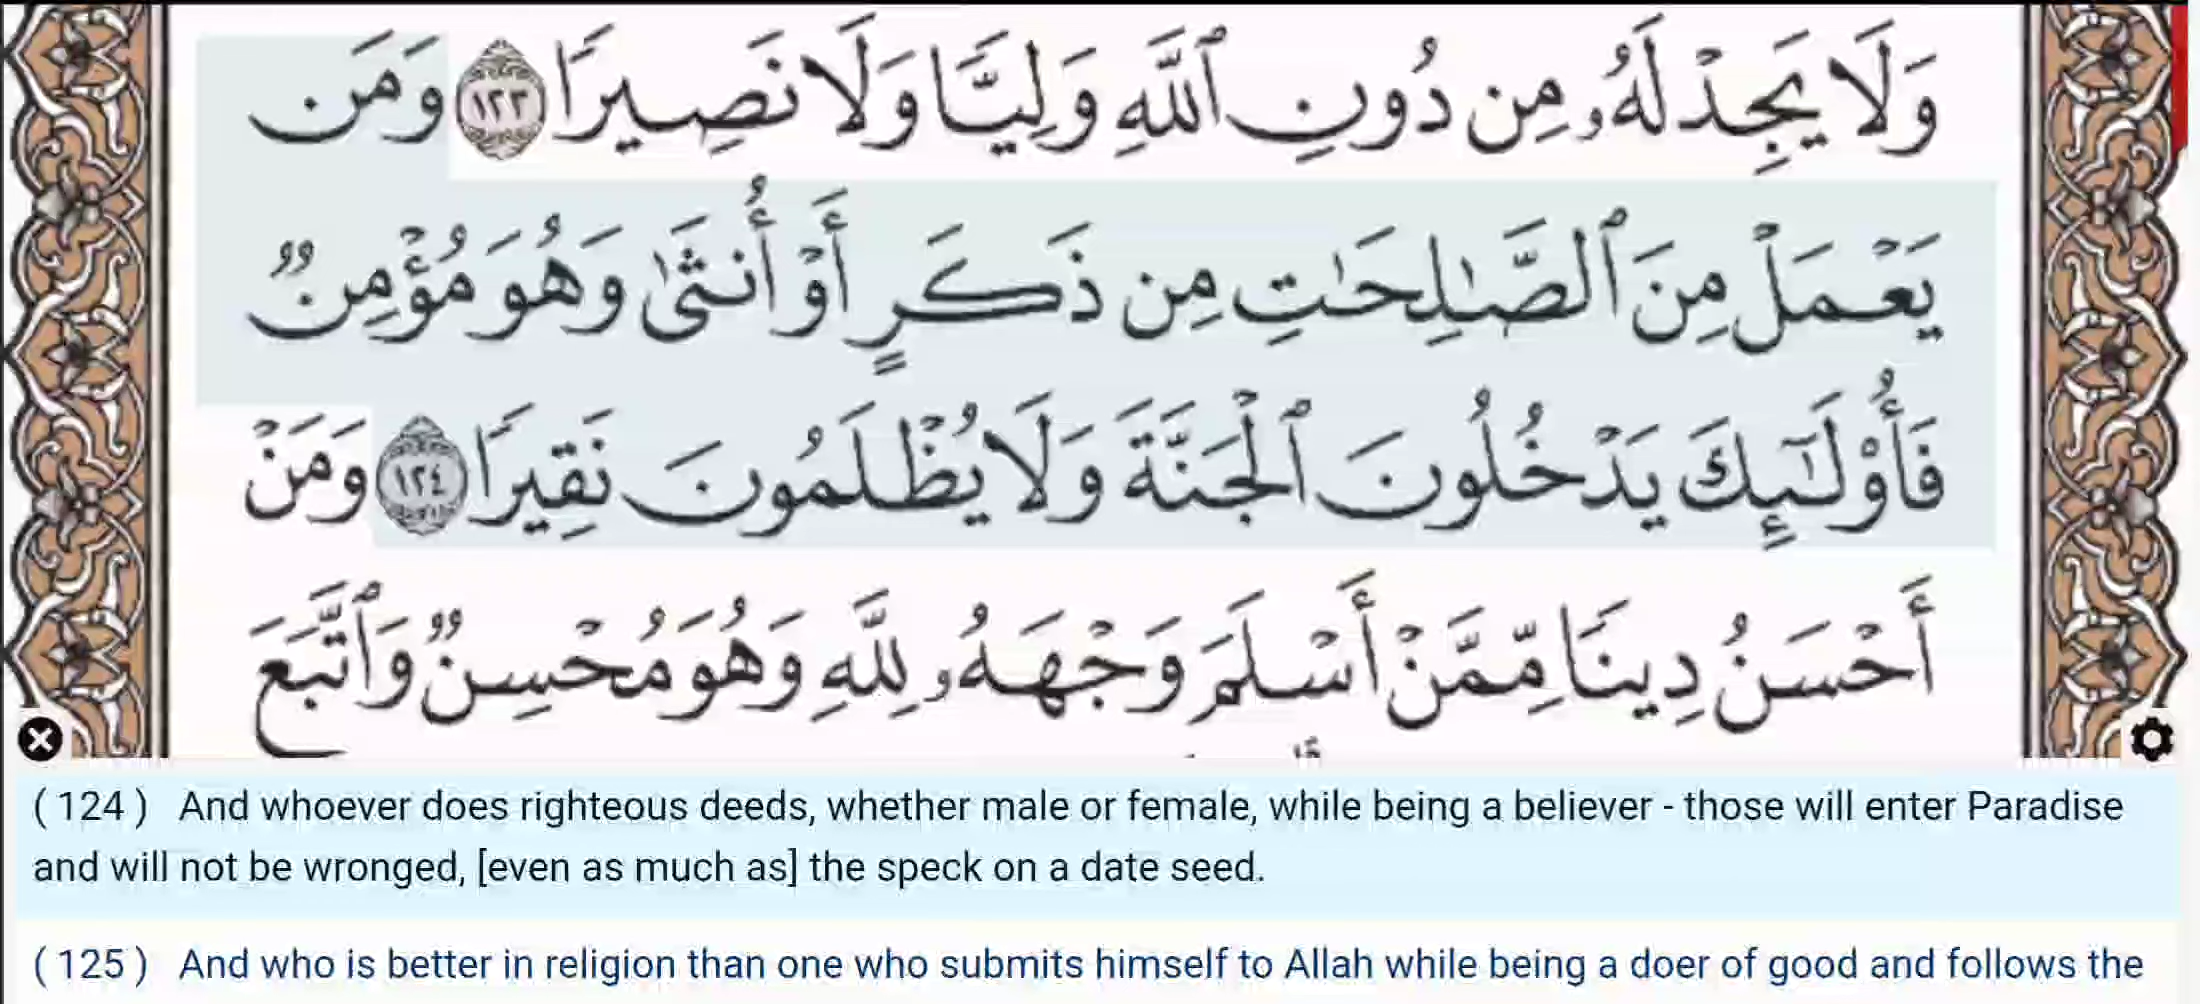 وَلَا يَجِدْ لَهُۥ مِن دُونِ ٱللَّهِ وَلِيًّا وَلَا نَصِيرًا ١٢٣ وَمَن
يَعْمَلْ مِنَ ٱلصَّٰلِحَٰتِ مِن ذَكَرٍ أَوْ أُنثَىٰ وَهُوَ مُؤْمِنٌ
فَأُو۟لَٰٓئِكَ يَدْخُلُونَ ٱلْجَنَّةَ وَلَا يُظْلَمُونَ نَقِيرًا ١٢٤ وَمَنْ
أَحْسَنُ دِينًا مِّمَّنْ أَسْلَمَ وَجْهَهُۥ لِلَّهِ وَهُوَ مُحْسِنٌ وَٱتَّبَعَ
( 124 ) And whoever does righteous deeds, whether male or female, while being a believer - those will enter Paradise
and will not be wronged, [even as much as] the speck on a date seed.
( 125 ) And who is better in religion than one who submits himself to Allah while being a doer of good and follows the